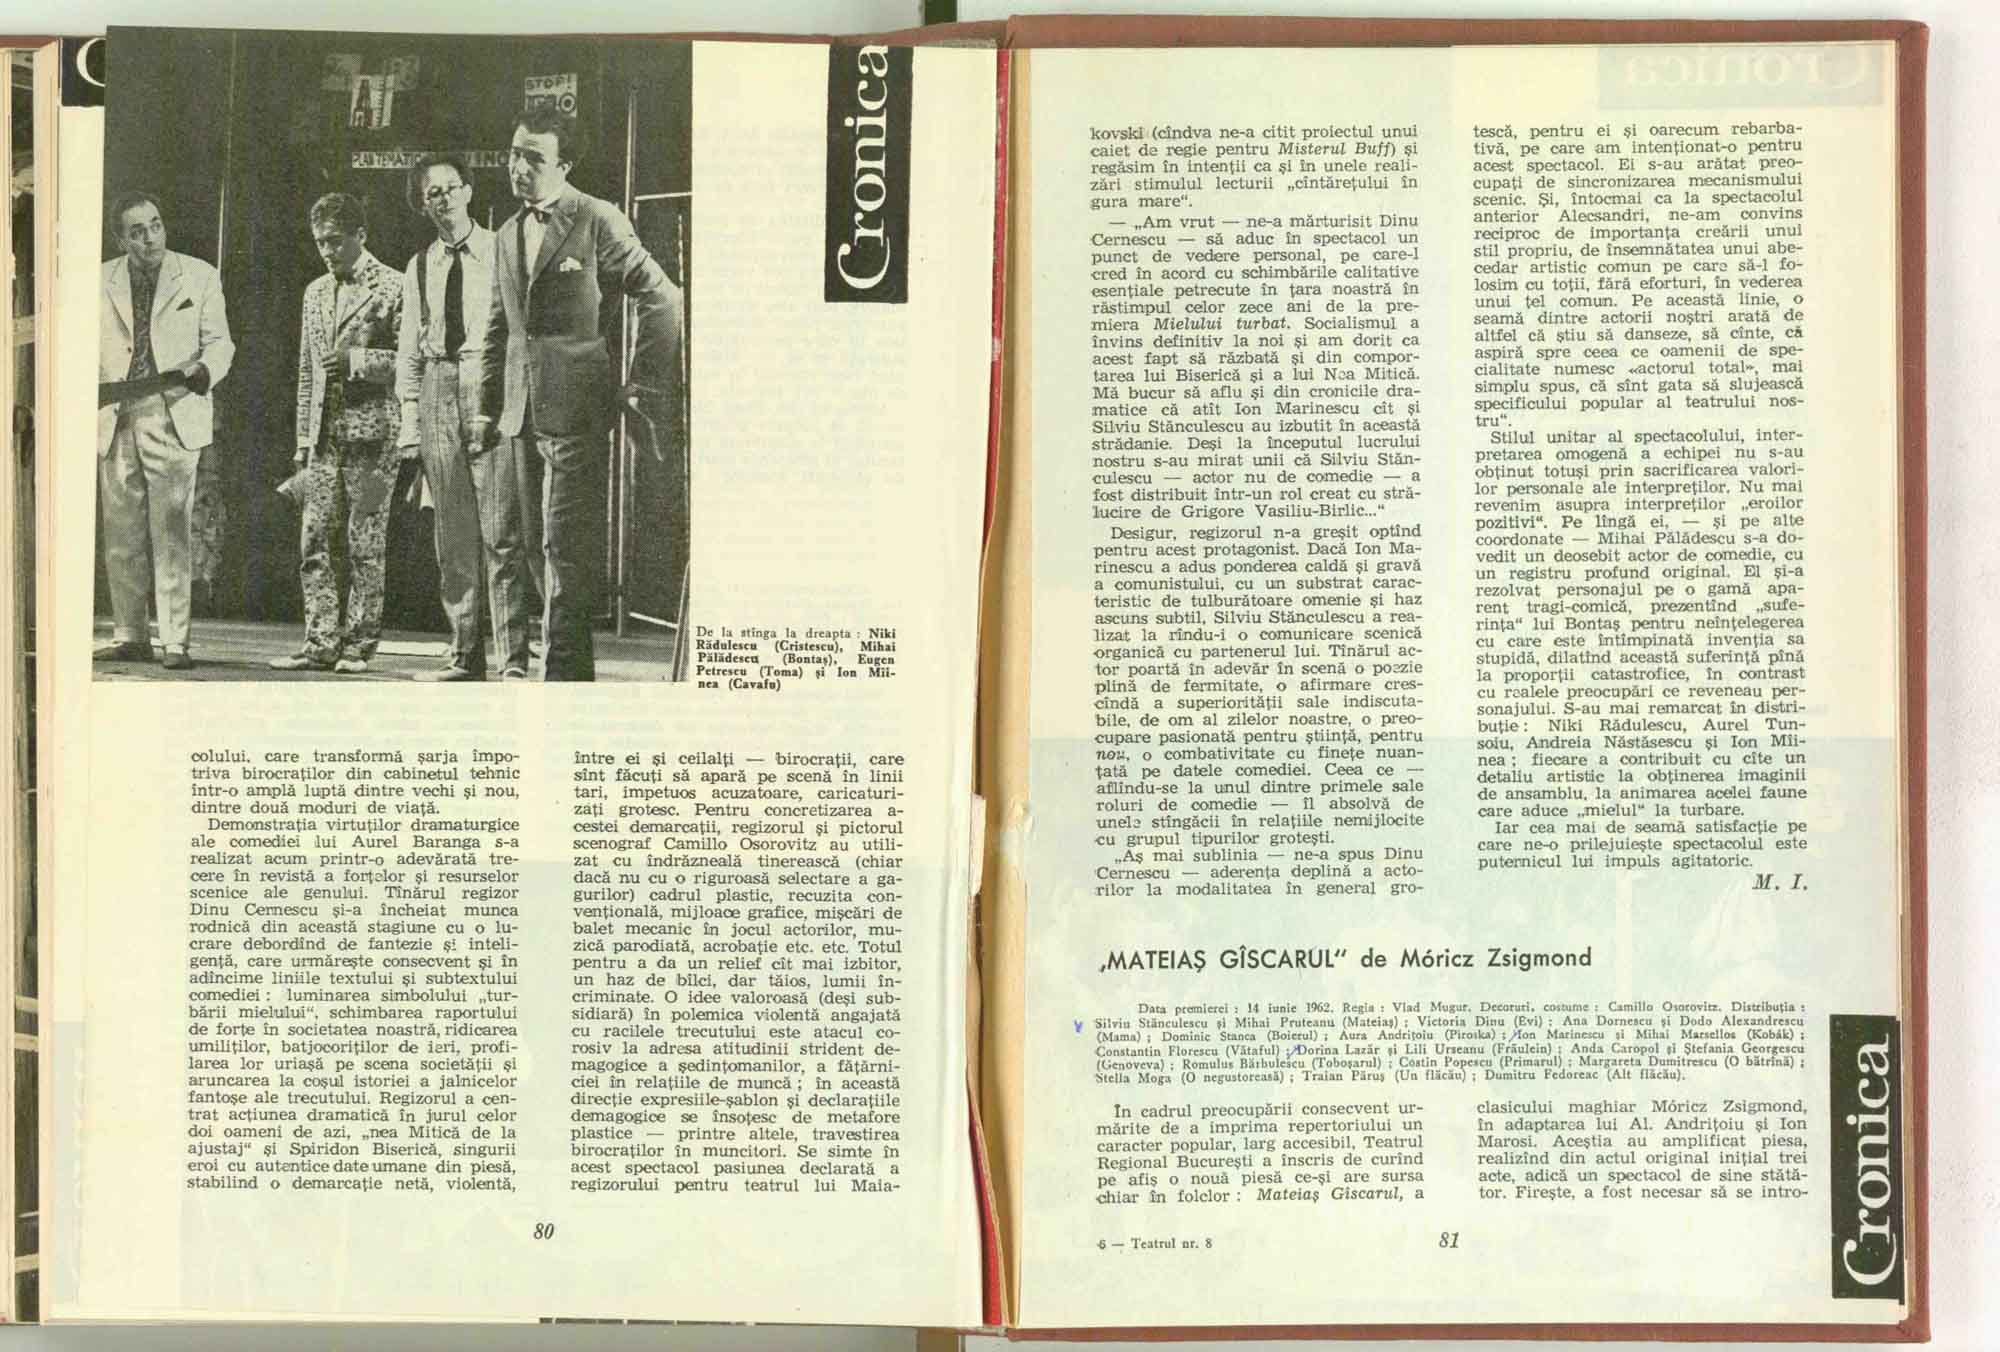 Cronica
STOP!
De la stînga la dreapta : Niki
Rădulescu (Cristescu), Mihai
Pălădescu (Bontaş), Eugen
Petrescu (Toma) şi Ion Mîi-
nea (Cavafu)
colului, care transformă şarja împo-
triva birocraţilor din cabinetul tehnic
într-o amplă luptă dintre vechi şi nou,
dintre două moduri de viaţă.
Demonstraţia virtuţilor dramaturgice
ale comediei lui Aurel Baranga s-a
realizat acum printr-o adevărată tre-
cere în revistă a forţelor şi resurselor
scenice ale genului. Tînărul regizor
Dinu Cernescu şi-a încheiat munca
rodnică din această stagiune cu o lu-
crare debordînd de fantezie şi inteli-
genţă, care urmăreşte consecvent şi în
adîncime liniile textului şi subtextului
comediei : luminarea simbolului „tur-
bării mielului“, schimbarea raportului
de forţe în societatea noastră, ridicarea
umiliţilor, batjocoriţilor de ieri, profi-
larea lor uriaşă pe scena societăţii şi
aruncarea la coşul istoriei a jalnicelor
fantoşe ale trecutului. Regizorul a cen-
trat acţiunea dramatică în jurul celor
doi oameni de azi, „nea Mitică de la
ajustaj“ şi Spiridon Biserică, singurii
eroi cu autentice date umane din piesă,
stabilind o demarcaţie netă, violentă,
între ei şi ceilalţi — birocraţii, care
sînt făcuţi să apară pe scenă în linii
tari, impetuos acuzatoare, caricaturi-
zaţi grotesc. Pentru concretizarea a-
cestei demarcaţii, regizorul şi pictorul
scenograf Camillo Osorovitz au utili-
zat cu îndrăzneală tinerească (chiar
dacă nu cu o riguroasă selectare a ga-
gurilor) cadrul plastic, recuzita con-
venţională, mijloace grafice, mişcări de
balet mecanic în jocul actorilor, mu-
zică parodiată, acrobaţie etc. etc. Totul
pentru a da un relief cît mai izbitor,
un haz de bîlci, dar tăios, lumii în-
criminate. O idee valoroasă (deşi sub-
sidiară) în polemica violentă angajată
cu racilele trecutului este atacul co-
rosiv la adresa atitudinii strident de-
magogice a şedinţomanilor, a făţărni-
ciei în relaţiile de muncă ; în această
direcţie expresiile-şablon şi declaraţiile
demagogice se însoţesc de metafore
plastice — printre altele, travestirea
birocraţilor în muncitori. Se simte în
acest spectacol pasiunea declarată a
regizorului pentru teatrul lui Maia-
80
kovski (cîndva ne-a citit proiectul unui
caiet de regie pentru Misterul Buff) şi
regăsim în intenţii ca şi în unele reali-
zări stimulul lecturii „cîntăreţului în
gura mare“.
— „Am vrut — ne-a mărturisit Dinu
Cernescu — să aduc în spectacol un
punct de vedere personal, pe care-l
cred în acord cu schimbările calitative
esenţiale petrecute în ţara noastră în
răstimpul celor zece ani de la pre-
miera Mielului turbat. Socialismul a
învins definitiv la noi şi am dorit ca
acest fapt să răzbată şi din compor-
tarea lui Biserică şi a lui Nea Mitică.
Mă bucur să aflu şi din cronicile dra-
matice că atît Ion Marinescu cît şi
Silviu Stănculescu au izbutit în această
strădanie. Deşi la începutul lucrului
nostru s-au mirat unii că Silviu Stăn-
culescu — actor nu de comedie — a
fost distribuit într-un rol creat cu stră-
lucire de Grigore Vasiliu-Birlic...“
Desigur, regizorul n-a greşit optînd
pentru acest protagonist. Dacă Ion Ma-
rinescu a adus ponderea caldă şi gravă
a comunistului, cu un substrat carac-
teristic de tulburătoare omenie şi haz
ascuns subtil, Silviu Stănculescu a rea-
lizat la rîndu-i o comunicare scenică
organică cu partenerul lui. Tînărul ac-
tor poartă în adevăr în scenă o poezie
plină de fermitate, o afirmare cres-
cîndă a superiorităţii sale indiscuta-
bile, de om al zilelor noastre, o preo-
cupare pasionată pentru ştiinţă, pentru
nou, o combativitate cu fineţe nuan-
ţată pe datele comediei. Ceea ce —
aflîndu-se la unul dintre primele sale
roluri de comedie — îl absolvă de
unele stîngăcii în relaţiile nemijlocite
cu grupul tipurilor groteşti.
„Aş mai sublinia — ne-a spus Dinu
Cernescu — aderenţa deplină a acto-
rilor la modalitatea în general gro-
tescă, pentru ei şi oarecum rebarba-
tivă, pe care am intenţionat-o pentru
acest spectacol. Ei s-au arătat preo-
cupaţi de sincronizarea mecanismului
scenic. Şi, întocmai ca la spectacolul
anterior Alecsandri, ne-am convins
reciproc de importanţa creării unui
stil propriu, de însemnătatea unui abe-
cedar artistic comun pe care să-l fo-
losim cu toţii, fără eforturi, în vederea
unui ţel comun. Pe această linie, o
seamă dintre actorii noştri arată de
altfel că ştiu să danseze, să cînte, că
aspiră spre ceea ce oamenii de spe-
cialitate numesc «actorul total», mai
simplu spus, că sînt gata să slujească
specificului popular al teatrului nos-
tru“.
Stilul unitar al spectacolului, inter-
pretarea omogenă a echipei nu s-au
obţinut totuşi prin sacrificarea valori-
lor personale ale interpreţilor. Nu mai
revenim asupra interpreţilor „eroilor
pozitivi“. Pe lîngă ei, — şi pe alte
coordonate — Mihai Pălădescu s-a do-
vedit un deosebit actor de comedie, cu
un registru profund original. El şi-a
rezolvat personajul pe o gamă apa-
rent tragi-comică, prezentînd „sufe-
rinţa“ lui Bontaş pentru neînţelegerea
cu care este întîmpinată invenţia sa
stupidă, dilatînd această suferinţă pînă
la proporţii catastrofice, în contrast
cu realele preocupări ce reveneau per-
sonajului. S-au mai remarcat în distri-
buţie : Niki Rădulescu, Aurel Tun-
soiu, Andreia Năstăsescu şi Ion Mîi-
nea ; fiecare a contribuit cu cîte un
detaliu artistic la obţinerea imaginii
de ansamblu, la animarea acelei faune
care aduce „mielul“ la turbare.
Iar cea mai de seamă satisfacţie pe
care ne-o prilejuieşte spectacolul este
puternicul lui impuls agitatoric.
M. I.
„MATEIAŞ GÎSCARUL“ de Móricz Zsigmond
Data premierei : 14 iunie 1962. Regia : Vlad Mugur. Decoruri, costume : Camillo Osorovitz. Distribuţia :
Silviu Stănculescu şi Mihai Pruteanu (Mateiaş) ; Victoria Dinu (Evi) ; Ana Dornescu şi Dodo Alexandrescu
(Mama) ; Dominic Stanca (Boierul) ; Aura Andriţoiu (Piroska) ; Ion Marinescu şi Mihai Marsellos (Kobák) ;
Constantin Florescu (Vătaful) ; Dorina Lazăr şi Lili Urseanu (Fräulein) ; Anda Caropol şi Ştefania Georgescu
(Genoveva) ; Romulus Bărbulescu (Toboşarul) ; Costin Popescu (Primarul) ; Margareta Dumitrescu (O bătrînă) ;
Stella Moga (O negustoreasă) ; Traian Păruş (Un flăcău) ; Dumitru Fedoreac (Alt flăcău).
În cadrul preocupării consecvent ur-
mărite de a imprima repertoriului un
caracter popular, larg accesibil, Teatrul
Regional Bucureşti a înscris de curînd
pe afiş o nouă piesă ce-şi are sursa
chiar în folclor : Mateiaş Gîscarul, a
clasicului maghiar Móricz Zsigmond,
în adaptarea lui Al. Andriţoiu şi Ion
Marosi. Aceştia au amplificat piesa,
realizînd din actul original iniţial trei
acte, adică un spectacol de sine stătă-
tor. Fireşte, a fost necesar să se intro-
Cronica
6 — Teatrul nr. 8
81